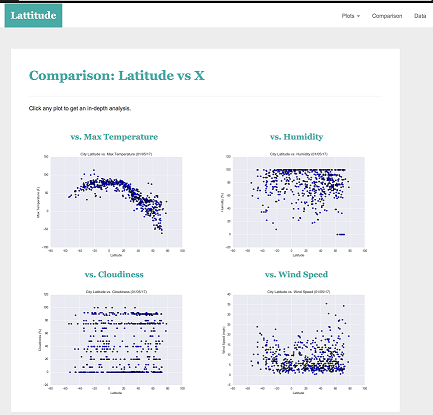 Lattitude
Plots Comparison Data
Comparison: Latitude vs X
Click any plot to get an in-depth analysis.
vs. Max Temperature vs. Humidity
City Latitude vs. Max Temperature (01/05/17) City Latitude vs. Humidity (01/05/17)
Max Temperature (F) Humidity (%)
Latitude Latitude
vs. Cloudiness vs. Wind Speed
City Latitude vs. Cloudiness (01/05/17) City Latitude vs. Wind Speed (01/05/17)
Cloudiness (%) Wind Speed (mph)
Latitude Latitude